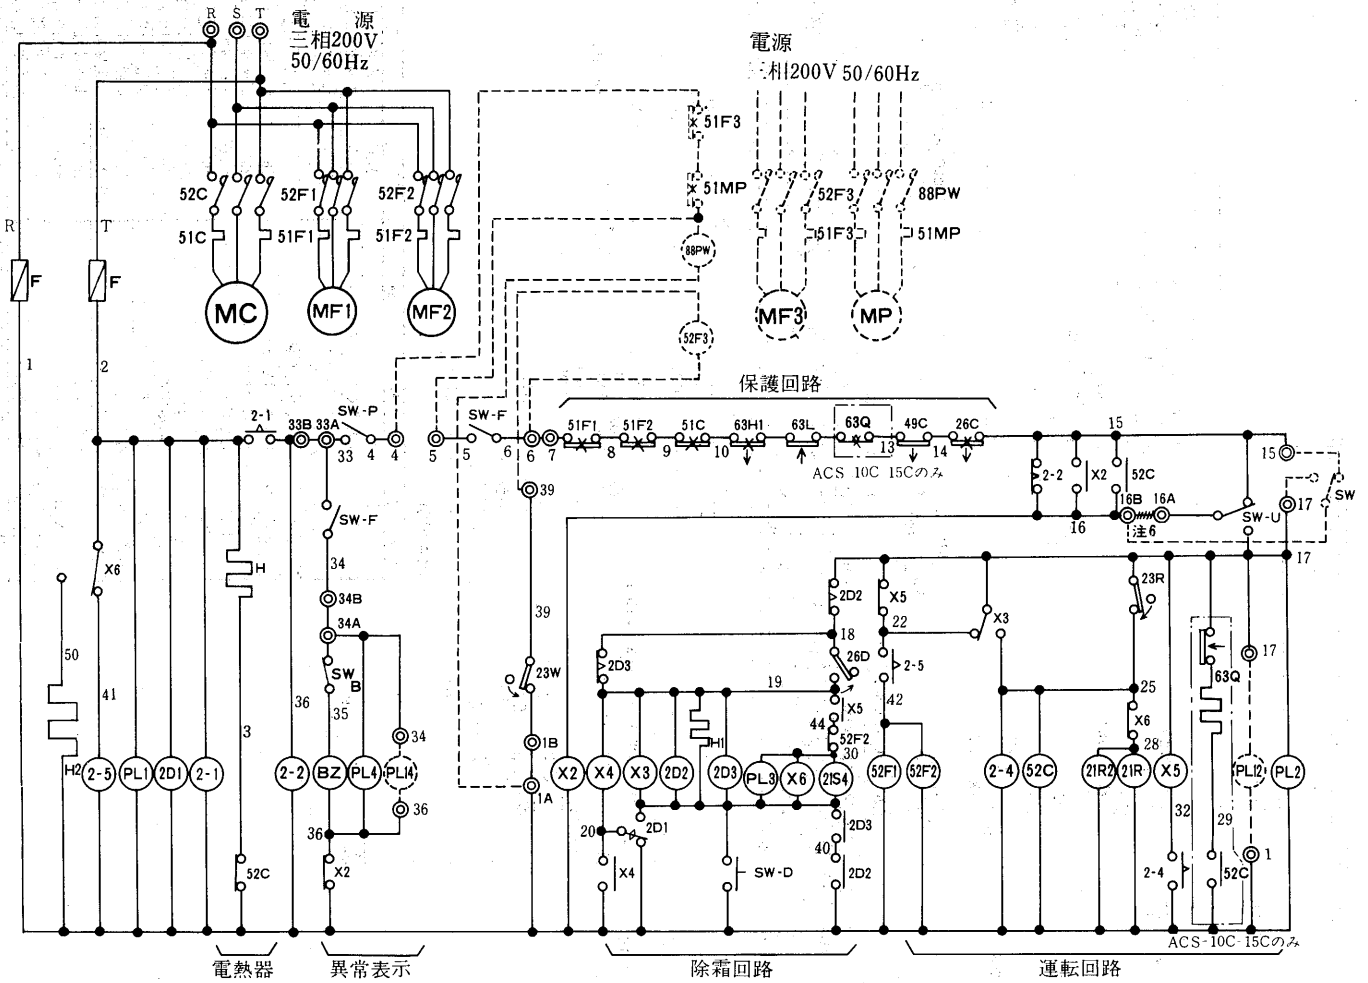 R S T
電源
三相200V
50/60Hz
電源
三相200V 50/60Hz
51F3
52C
52F1
52F2
51MP
52F3
88PW
R
T
51C
51F1
51F2
51F3
51MP
88PW
F
F
MC
MF1
MF2
MF3
MP
52F3
1
2
保護回路
2-1
33B
33A
SW-P
SW-F
51F1
51F2
51C
63H1
63L
63Q
49C
26C
15
33
4
4
5
5
6
6
7
8
9
10
13
14
15
ACS 10C 15Cのみ
2-2
X2
52C
SW
39
16B
16A
17
SW-F
16
注6
SW-U
34
17
X6
H
2D2
X5
23R
34B
39
22
X3
34A
18
2D3
26D
2-5
17
50
SW
B
23W
63Q
41
36
35
19
42
25
X5
44
X6
3
34
1B
H1
52F2
30
28
H2
2-5
PL1
2D1
2-1
2-2
BZ
PL4
PL14
X2
X4
X3
2D2
2D3
PL3
X6
21S4
52F1
52F2
2-4
52C
21R2
21R
X5
PL12
PL2
1A
36
32
29
36
20
2D1
2D3
40
1
52C
X2
X4
SW-D
2D2
2-4
52C
ACS-10C-15Cのみ
電熱器
異常表示
除霜回路
運転回路